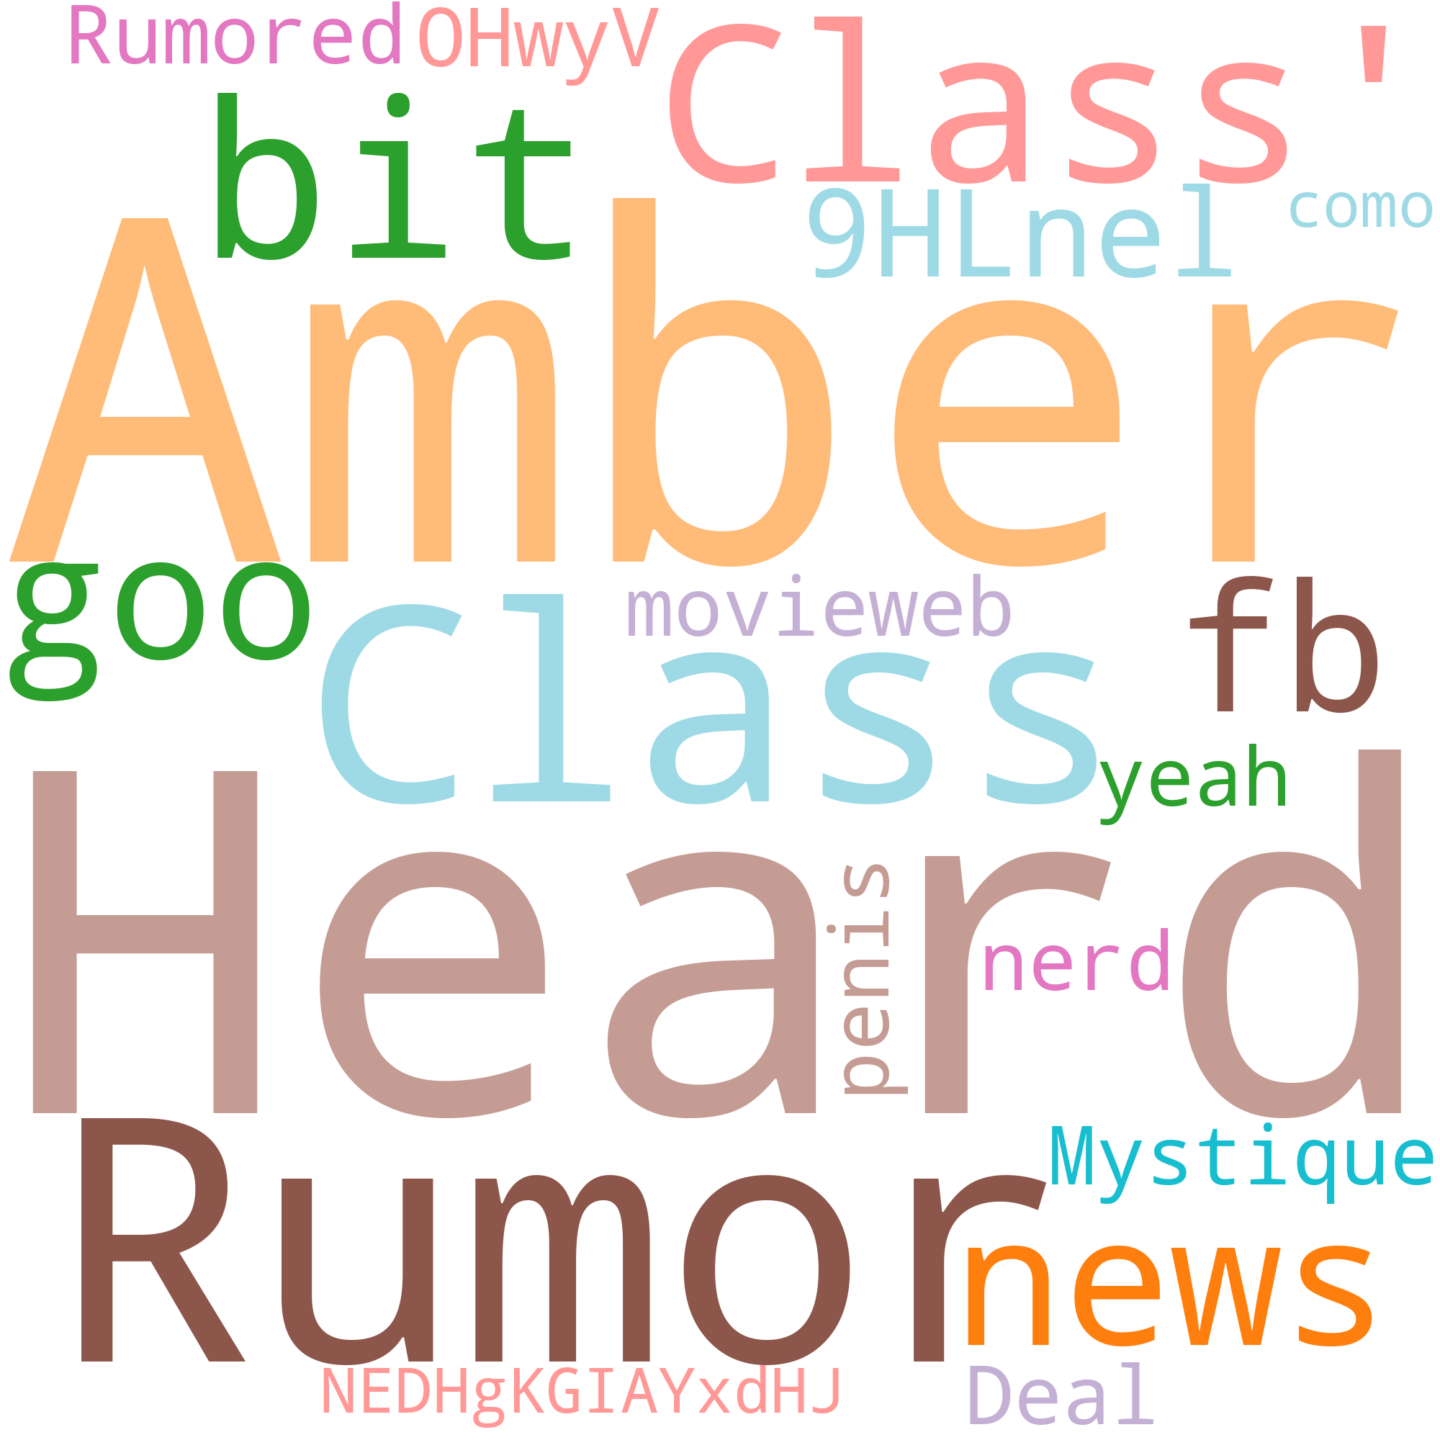 Rumored OHwyV Class'
bit
9HLnel como
Amber
goo movieweb fb
Class
yeah
Heard
penis
nerd
Rumor
Mystique
news
NEDHgKGIAYxdHJ Deal